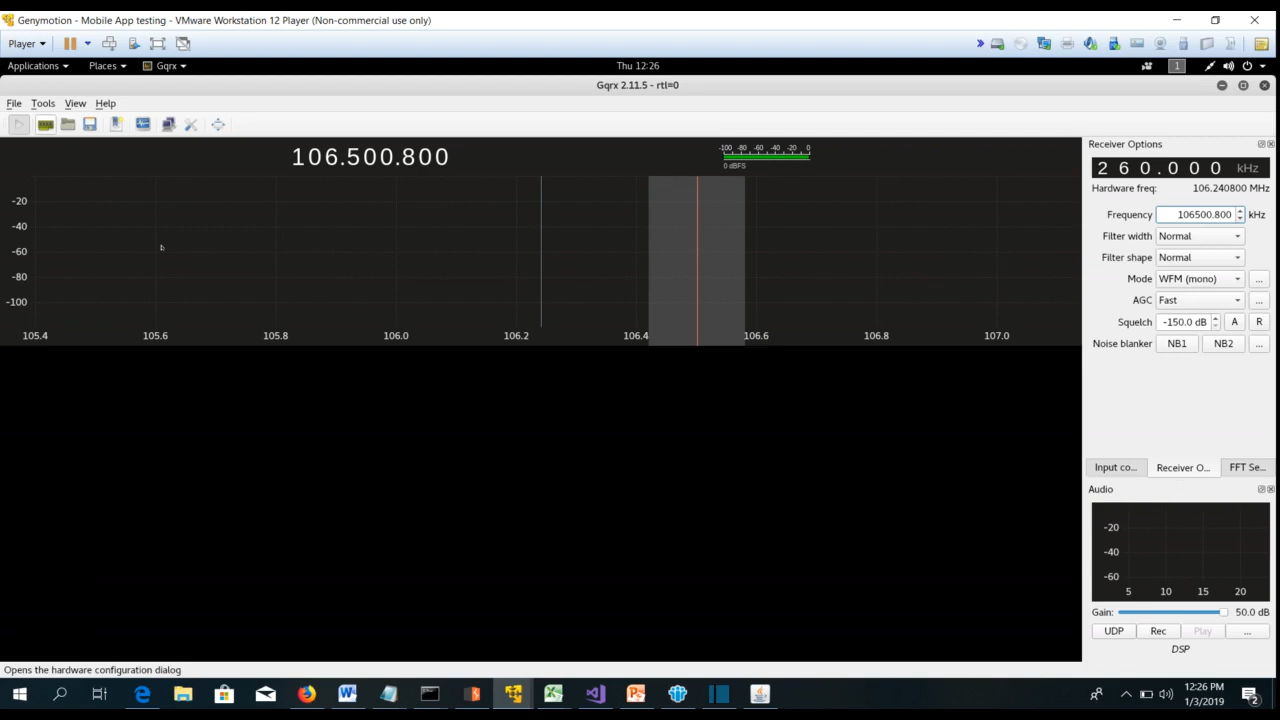 Genymotion - Mobile App testing - VMware Workstation 12 Player (Non-commercial use only)
Player
Applications Places Gqrx Thu 12:26 1
Gqrx 2.11.5 - rtl=0
File Tools View Help
106.500.800
-100 -80 -60 -40 -20 0
0 dBFS
-20
-40
-60
-80
-100
105.4 105.6 105.8 106.0 106.2 106.4 106.6 106.8 107.0
Receiver Options
260.000 kHz
Hardware freq: 106.240800 MHz
Frequency 106500.800 kHz
Filter width Normal
Filter shape Normal
Mode WFM (mono) ...
AGC Fast ...
Squelch -150.0 dB A R
Noise blanker NB1 NB2 ...
Input co... Receiver O... FFT Se...
Audio
-20
-40
-60
5 10 15 20
Gain: 50.0 dB
UDP Rec Play ...
DSP
Opens the hardware configuration dialog
12:26 PM
1/3/2019
2